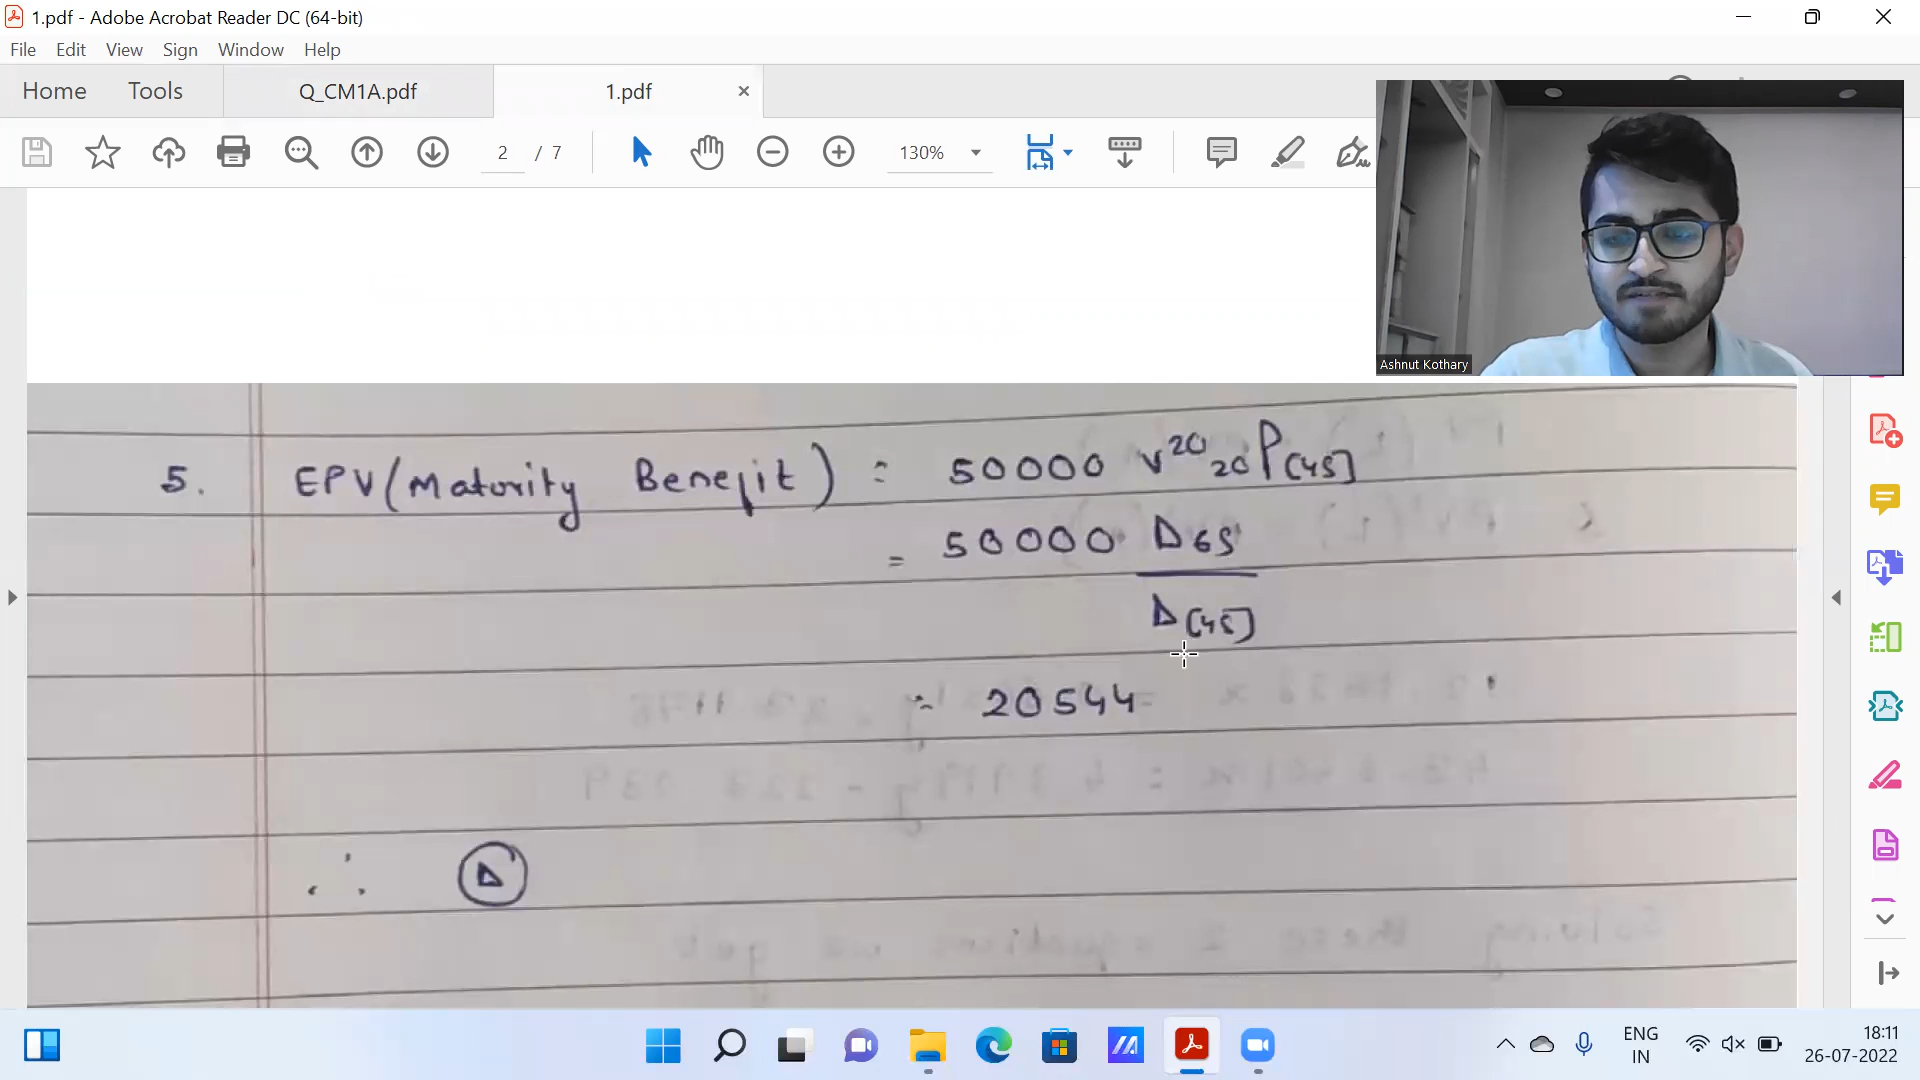 1.pdf - Adobe Acrobat Reader DC (64-bit)
File Edit View Sign Window Help
Home Tools Q_CM1A.pdf 1.pdf ×
2 / 7 130%
Ashnut Kothary
5. EPV (Maturity Benefit) = 50000 v²⁰ ₂₀P[45]
= 50000 D65
D[45]
≈ 20544
∴ D
ENG
IN
18:11
26-07-2022